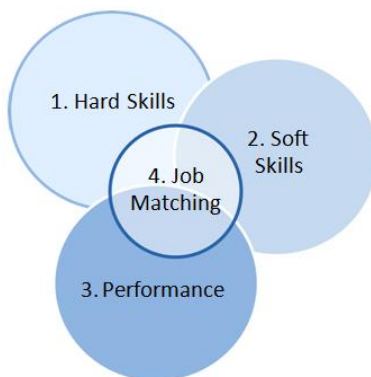 1. Hard Skills
2. Soft
Skills
4. Job
Matching
3. Performance